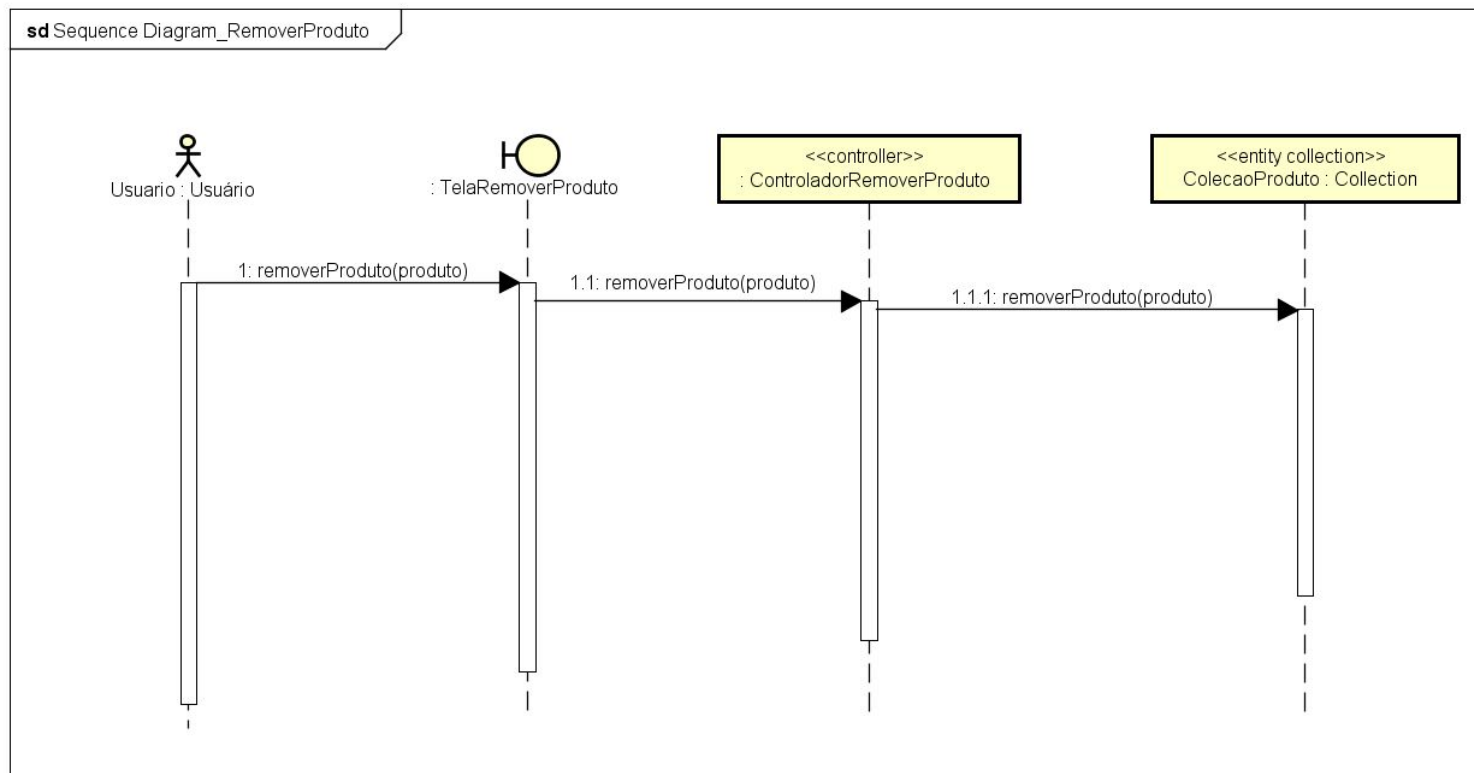 sd Sequence Diagram_RemoverProduto
Usuario : Usuário
: TelaRemoverProduto
<<controller>>
: ControladorRemoverProduto
<<entity collection>>
ColecaoProduto : Collection
1: removerProduto(produto)
1.1: removerProduto(produto)
1.1.1: removerProduto(produto)